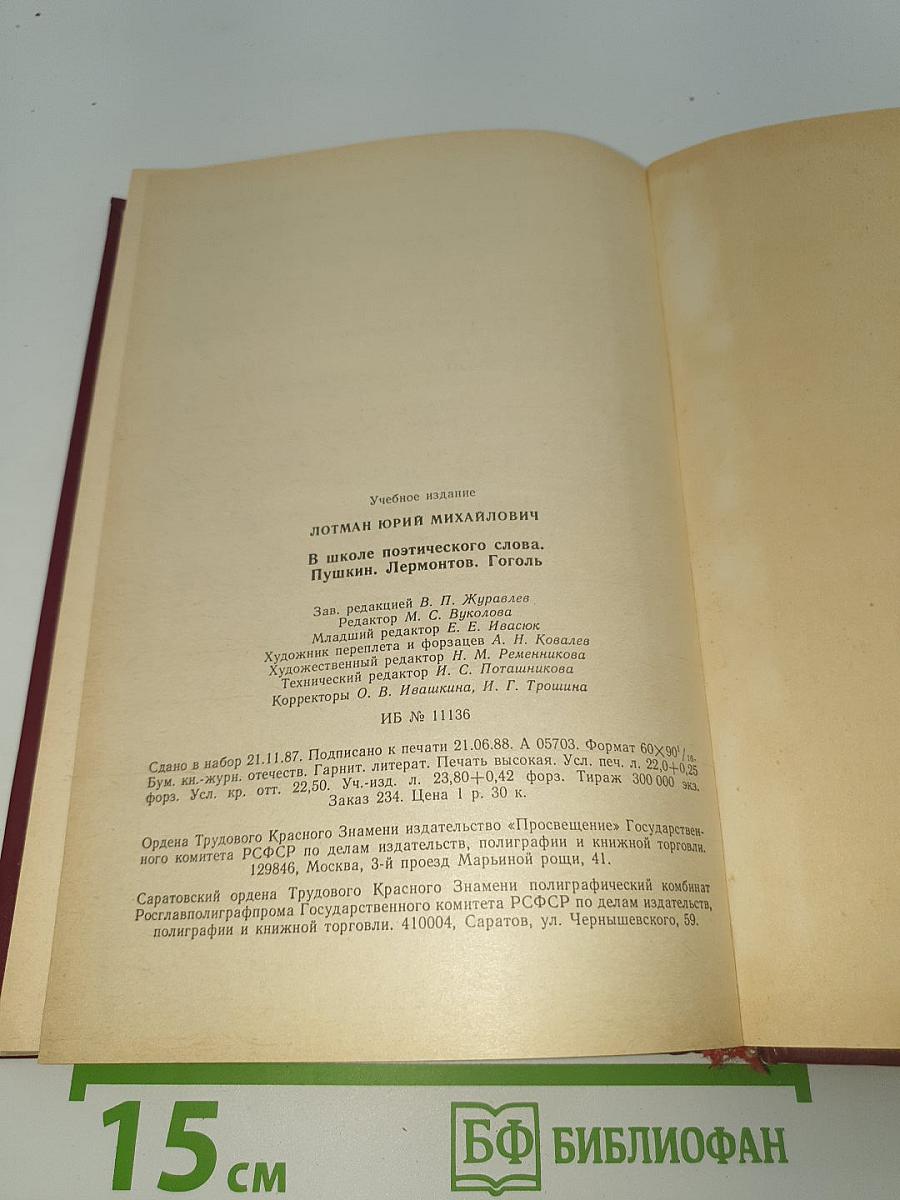 Учебное издание
ЛОТМАН ЮРИЙ МИХАЙЛОВИЧ
В школе поэтического слова.
Пушкин. Лермонтов. Гоголь
Зав. редакцией В. П. Журавлев
Редактор М. С. Вуколова
Младший редактор Е. Е. Ивасюк
Художник переплета и форзацев А. Н. Ковалев
Художественный редактор Н. М. Ременникова
Технический редактор И. С. Поташникова
Корректоры О. В. Ивашкина, И. Г. Трошина
ИБ № 11136
Сдано в набор 21.11.87. Подписано к печати 21.06.88. А 05703. Формат 60×90¹/₁₆.
Бум. кн.-журн. отечеств. Гарнит. литерат. Печать высокая. Усл. печ. л. 22,0+0,25
форз. Усл. кр. отт. 22,50. Уч.-изд. л. 23,80+0,42 форз. Тираж 300 000 экз.
Заказ 234. Цена 1 р. 30 к.
Ордена Трудового Красного Знамени издательство «Просвещение» Государствен-
ного комитета РСФСР по делам издательств, полиграфии и книжной торговли.
129846, Москва, 3-й проезд Марьиной рощи, 41.
Саратовский ордена Трудового Красного Знамени полиграфический комбинат
Росглавполиграфпрома Государственного комитета РСФСР по делам издательств,
полиграфии и книжной торговли. 410004, Саратов, ул. Чернышевского, 59.
15 см
БФ БИБЛИОФАН